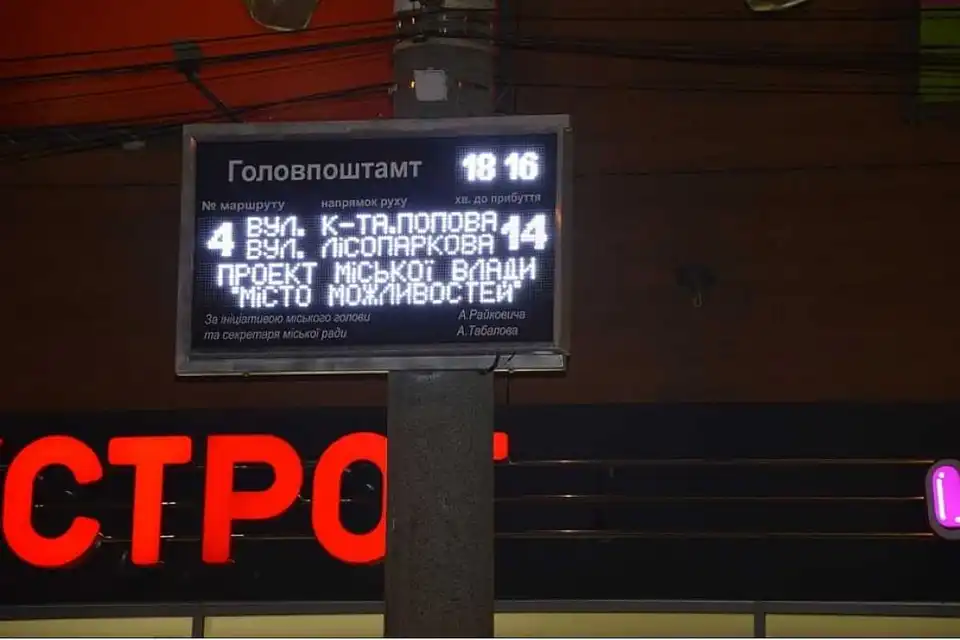 Головпоштамт 18 16
№ маршруту напрямок руху хв. до прибуття
4 ВУЛ. К-ТА.ПОПОВА 14
ВУЛ. ЛІСОПАРКОВА
ПРОЕКТ МІСЬКОЇ ВЛАДИ
"МІСТО МОЖЛИВОСТЕЙ"
За ініціативою міського голови А.Райковича
та секретаря міської ради А.Табалова
СТРО